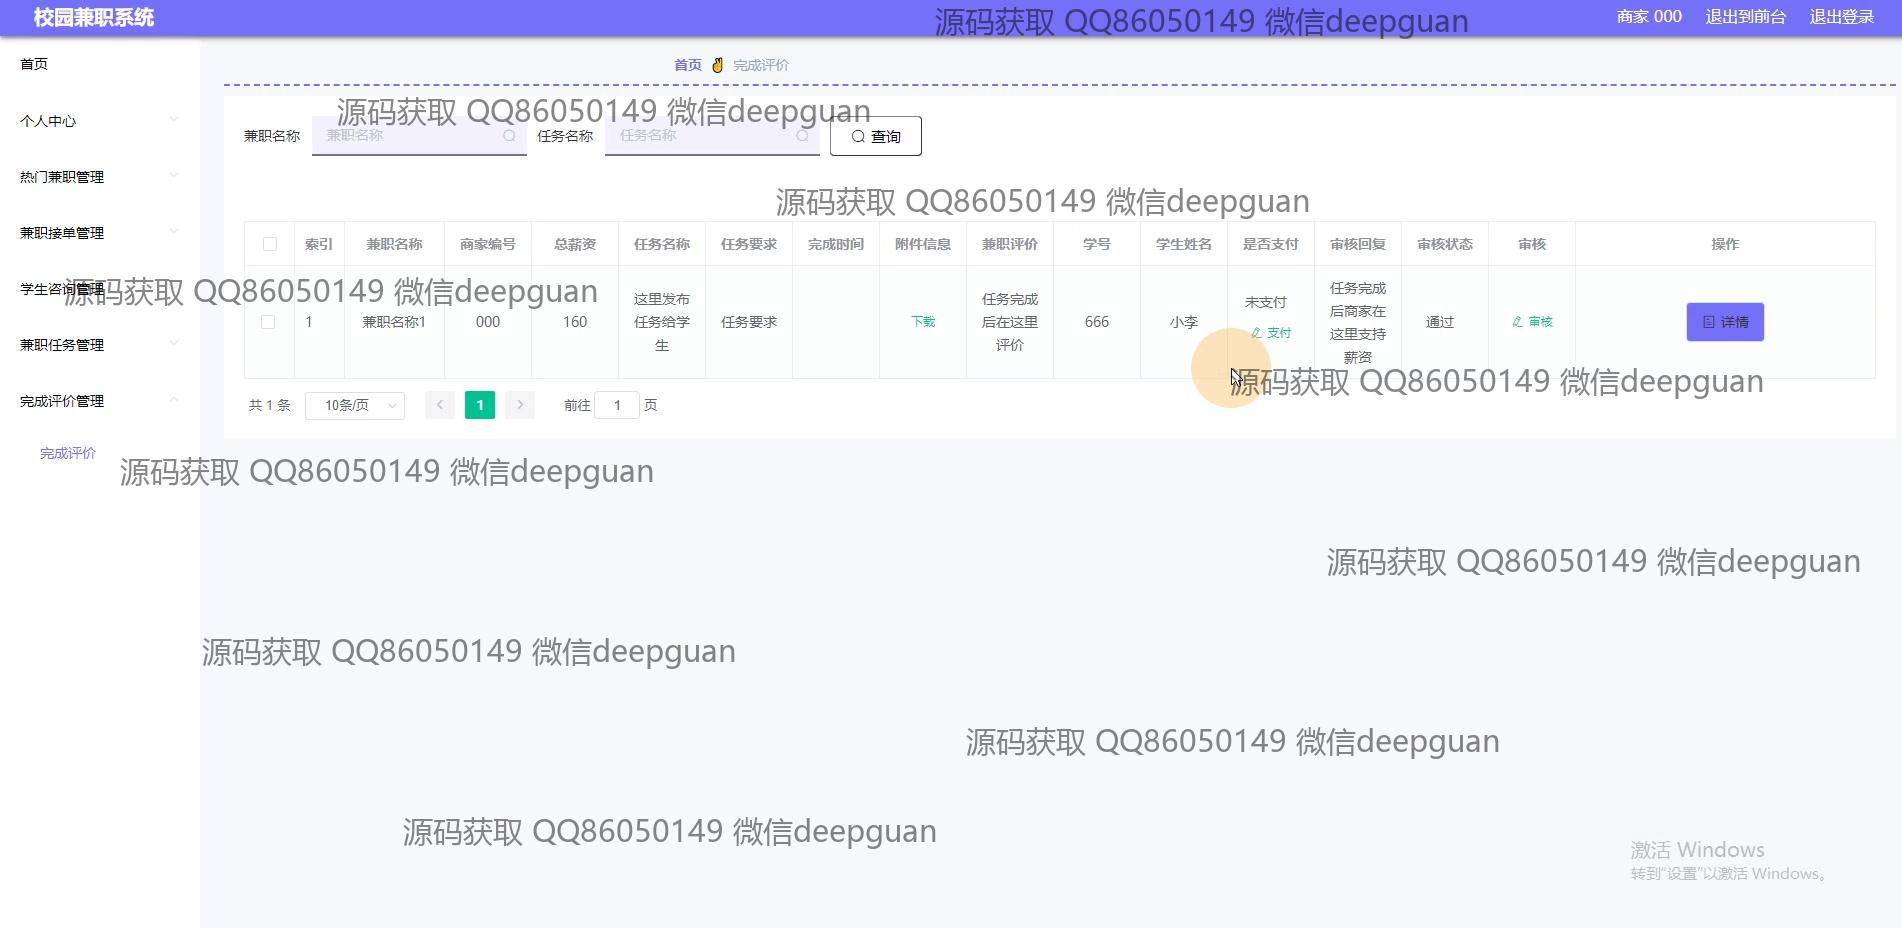 校园兼职系统
源码获取 QQ86050149 微信deepguan
商家 000
退出到前台
退出登录
首页
个人中心
热门兼职管理
兼职接单管理
学生咨询管理
兼职任务管理
完成评价管理
完成评价
首页
完成评价
源码获取 QQ86050149 微信deepguan
兼职名称
兼职名称
任务名称
任务名称
查询
源码获取 QQ86050149 微信deepguan
索引 兼职名称 商家编号 总薪资 任务名称 任务要求 完成时间 附件信息 兼职评价 学号 学生姓名 是否支付 审核回复 审核状态 审核 操作
源码获取 QQ86050149 微信deepguan
1
兼职名称1
000
160
这里发布
任务给学
生
任务要求
下载
任务完成
后在这里
评价
666
小李
未支付
支付
任务完成
后商家在
这里支持
薪资
通过
审核
详情
源码获取 QQ86050149 微信deepguan
共 1 条
10条/页
1
前往 1 页
源码获取 QQ86050149 微信deepguan
源码获取 QQ86050149 微信deepguan
源码获取 QQ86050149 微信deepguan
源码获取 QQ86050149 微信deepguan
源码获取 QQ86050149 微信deepguan
激活 Windows
转到“设置”以激活 Windows。